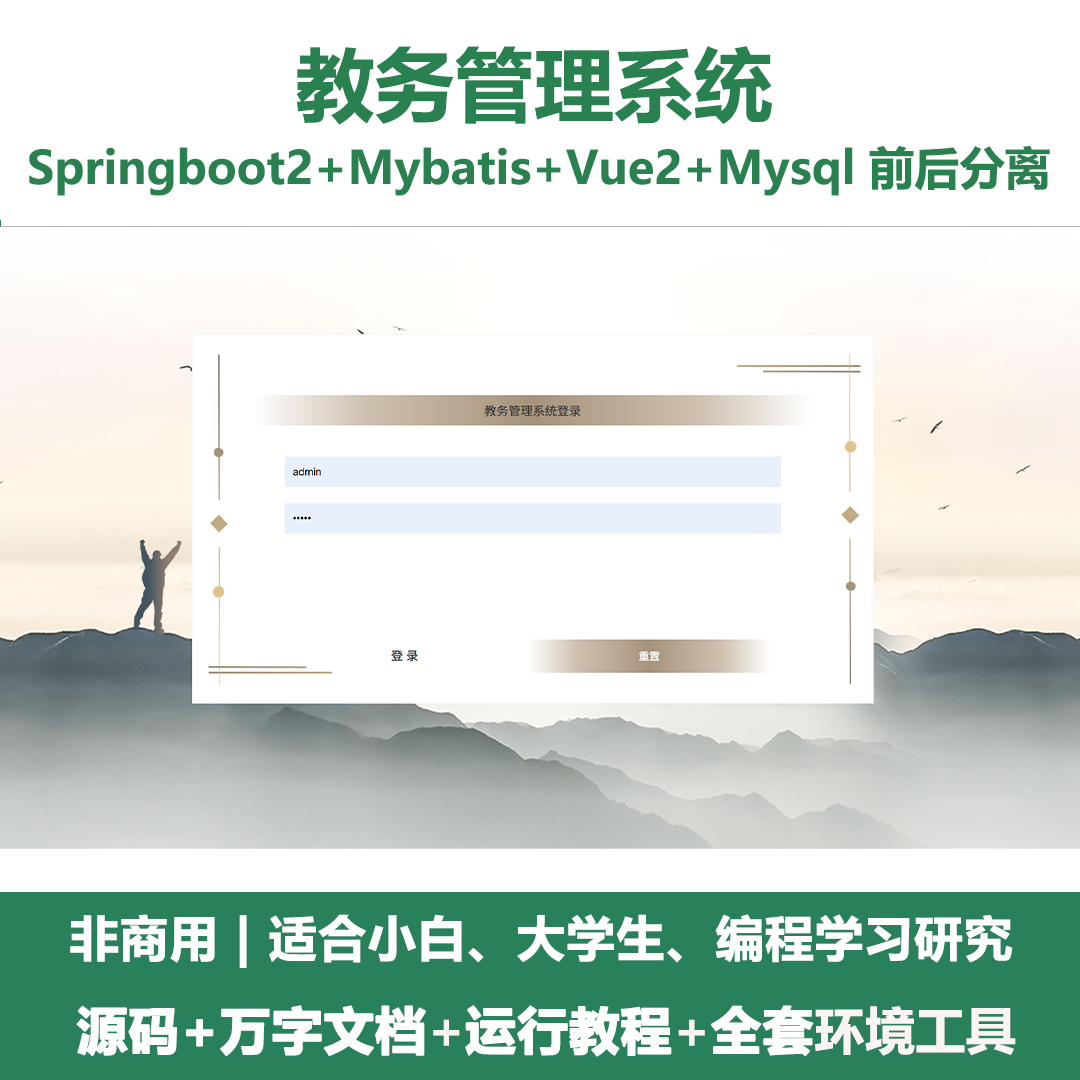 教务管理系统
Springboot2+Mybatis+Vue2+Mysql 前后分离
教务管理系统登录
admin
•••••
登 录
重置
非商用｜适合小白、大学生、编程学习研究
源码+万字文档+运行教程+全套环境工具